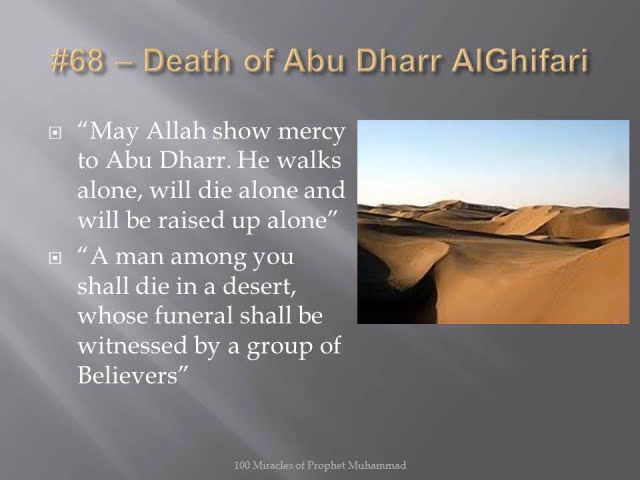 #68 – Death of Abu Dharr AlGhifari
“May Allah show mercy
to Abu Dharr. He walks
alone, will die alone and
will be raised up alone”
“A man among you
shall die in a desert,
whose funeral shall be
witnessed by a group of
Believers”
100 Miracles of Prophet Muhammad